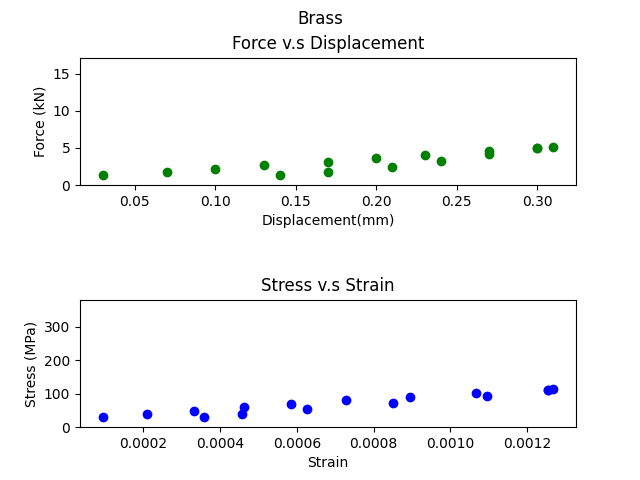 Brass
Force v.s Displacement
15
10
5
0
Force (kN)
0.05 0.10 0.15 0.20 0.25 0.30
Displacement(mm)
Stress v.s Strain
300
200
100
0
Stress (MPa)
0.0002 0.0004 0.0006 0.0008 0.0010 0.0012
Strain